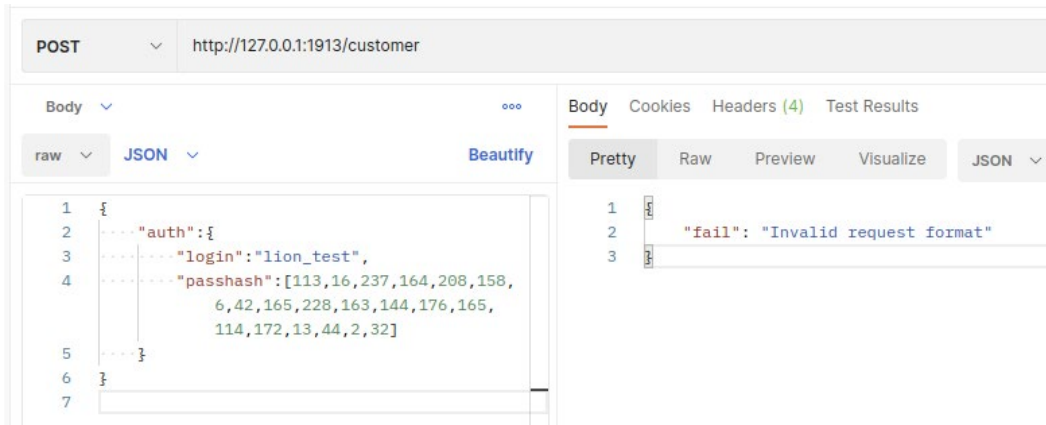 POST http://127.0.0.1:1913/customer
Body ooo
raw JSON Beautify
1 {
2 ····"auth":{
3 ········"login":"lion_test",
4 ········"passhash":[113,16,237,164,208,158,
6,42,165,228,163,144,176,165,
114,172,13,44,2,32]
5 ····}
6 }
7
Body Cookies Headers (4) Test Results
Pretty Raw Preview Visualize JSON
1 {
2 "fail": "Invalid request format"
3 }